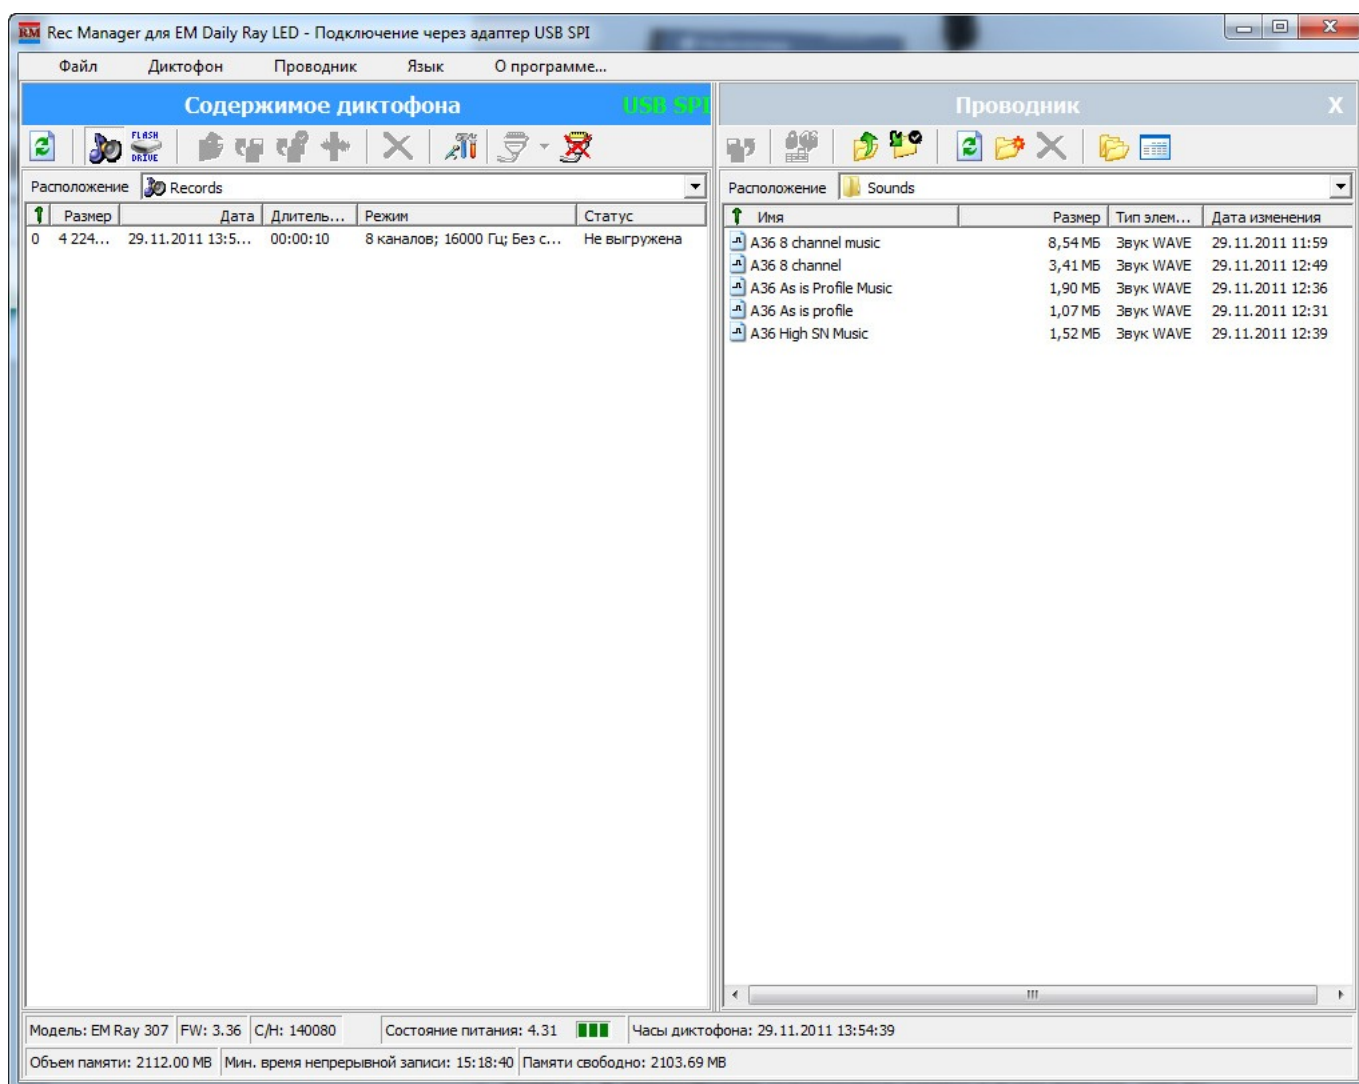 RM Rec Manager для EM Daily Ray LED - Подключение через адаптер USB SPI
Файл Диктофон Проводник Язык О программе...
Содержимое диктофона USB SPI
FLASH DRIVE
Расположение Records
Размер Дата Длитель... Режим Статус
0 4 224... 29.11.2011 13:5... 00:00:10 8 каналов; 16000 Гц; Без с... Не выгружена
Проводник X
Расположение Sounds
Имя Размер Тип элем... Дата изменения
A36 8 channel music 8,54 МБ Звук WAVE 29.11.2011 11:59
A36 8 channel 3,41 МБ Звук WAVE 29.11.2011 12:49
A36 As is Profile Music 1,90 МБ Звук WAVE 29.11.2011 12:36
A36 As is profile 1,07 МБ Звук WAVE 29.11.2011 12:31
A36 High SN Music 1,52 МБ Звук WAVE 29.11.2011 12:39
Модель: EM Ray 307 FW: 3.36 С/Н: 140080 Состояние питания: 4.31 Часы диктофона: 29.11.2011 13:54:39
Объем памяти: 2112.00 MB Мин. время непрерывной записи: 15:18:40 Памяти свободно: 2103.69 MB